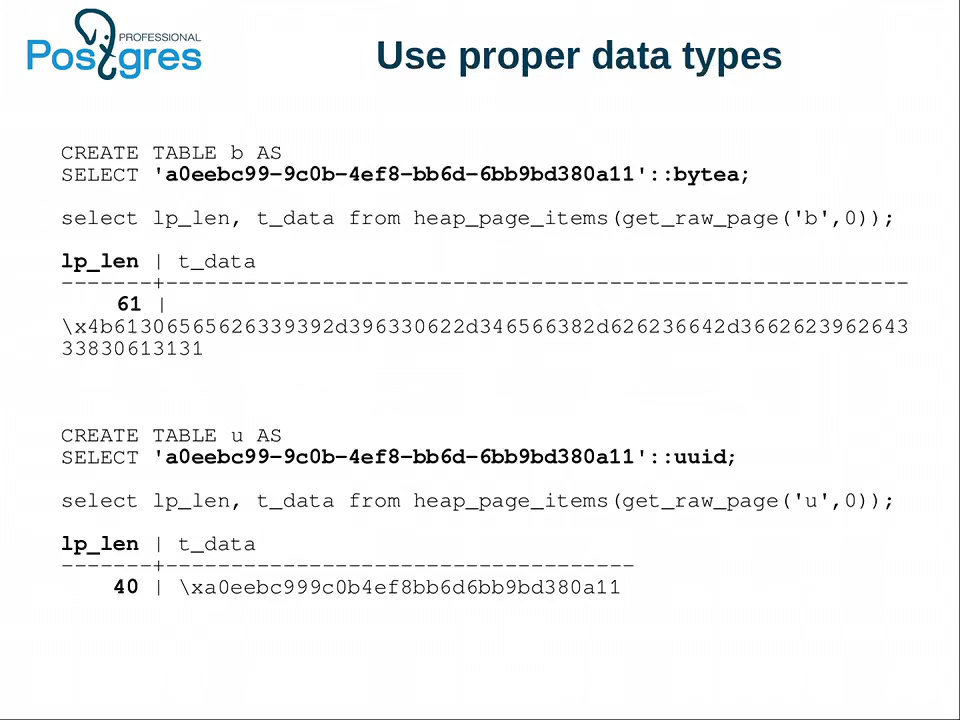 PROFESSIONAL
Postgres
Use proper data types
CREATE TABLE b AS
SELECT 'a0eebc99-9c0b-4ef8-bb6d-6bb9bd380a11'::bytea;
select lp_len, t_data from heap_page_items(get_raw_page('b',0));
lp_len | t_data
-------+---------------------------------------------------------
61 |
\x4b61306565626339392d396330622d346566382d626236642d3662623962643
33830613131
CREATE TABLE u AS
SELECT 'a0eebc99-9c0b-4ef8-bb6d-6bb9bd380a11'::uuid;
select lp_len, t_data from heap_page_items(get_raw_page('u',0));
lp_len | t_data
-------+------------------------------------
40 | \xa0eebc999c0b4ef8bb6d6bb9bd380a11